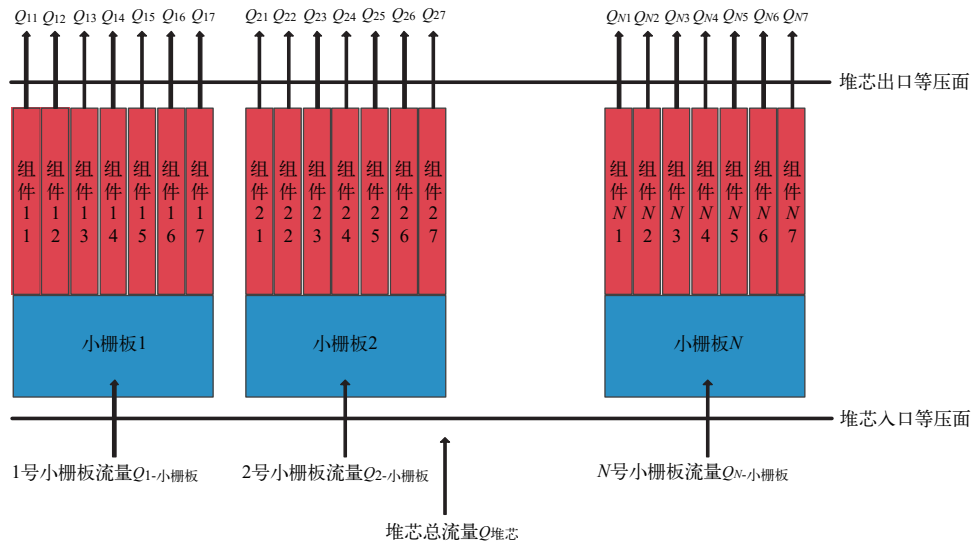 Q11 Q12 Q13 Q14 Q15 Q16 Q17 Q21 Q22 Q23 Q24 Q25 Q26 Q27 QN1 QN2 QN3 QN4 QN5 QN6 QN7
堆芯出口等压面
组件11 组件12 组件13 组件14 组件15 组件16 组件17 组件21 组件22 组件23 组件24 组件25 组件26 组件27 组件N1 组件N2 组件N3 组件N4 组件N5 组件N6 组件N7
小栅板1 小栅板2 小栅板N
堆芯入口等压面
1号小栅板流量Q1-小栅板 2号小栅板流量Q2-小栅板 N号小栅板流量QN-小栅板
堆芯总流量Q堆芯